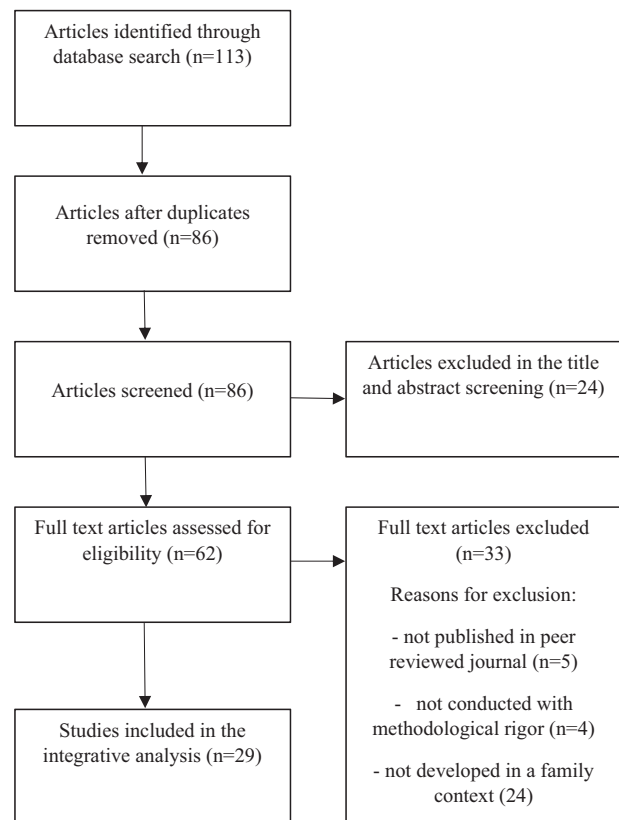 Articles identified through
database search (n=113)
Articles after duplicates
removed (n=86)
Articles screened (n=86)
Articles excluded in the title
and abstract screening (n=24)
Full text articles assessed for
eligibility (n=62)
Full text articles excluded
(n=33)
Reasons for exclusion:
- not published in peer
reviewed journal (n=5)
- not conducted with
methodological rigor (n=4)
- not developed in a family
context (24)
Studies included in the
integrative analysis (n=29)